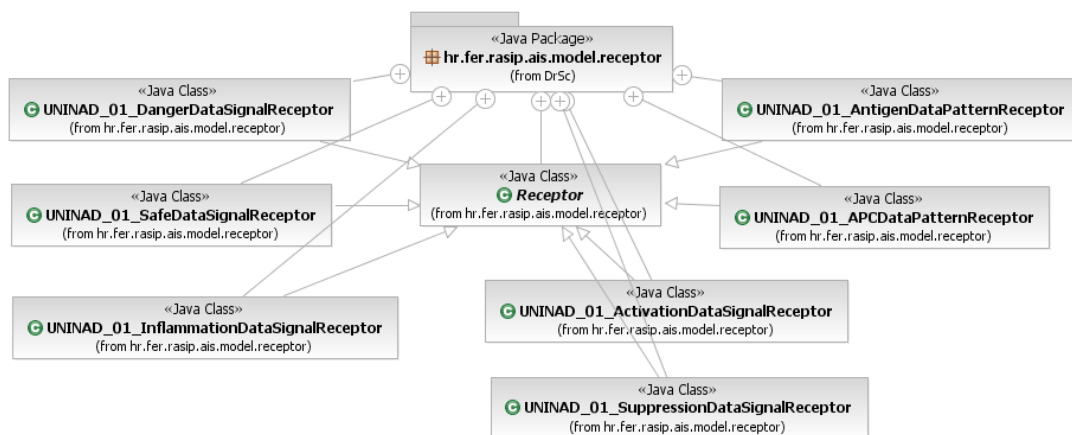 «Java Package»
hr.fer.rasip.ais.model.receptor
(from DrSc)
«Java Class»
UNINAD_01_DangerDataSignalReceptor
(from hr.fer.rasip.ais.model.receptor)
«Java Class»
UNINAD_01_AntigenDataPatternReceptor
(from hr.fer.rasip.ais.model.receptor)
«Java Class»
Receptor
(from hr.fer.rasip.ais.model.receptor)
«Java Class»
UNINAD_01_SafeDataSignalReceptor
(from hr.fer.rasip.ais.model.receptor)
«Java Class»
UNINAD_01_APCDataPatternReceptor
(from hr.fer.rasip.ais.model.receptor)
«Java Class»
UNINAD_01_InflammationDataSignalReceptor
(from hr.fer.rasip.ais.model.receptor)
«Java Class»
UNINAD_01_ActivationDataSignalReceptor
(from hr.fer.rasip.ais.model.receptor)
«Java Class»
UNINAD_01_SuppressionDataSignalReceptor
(from hr.fer.rasip.ais.model.receptor)